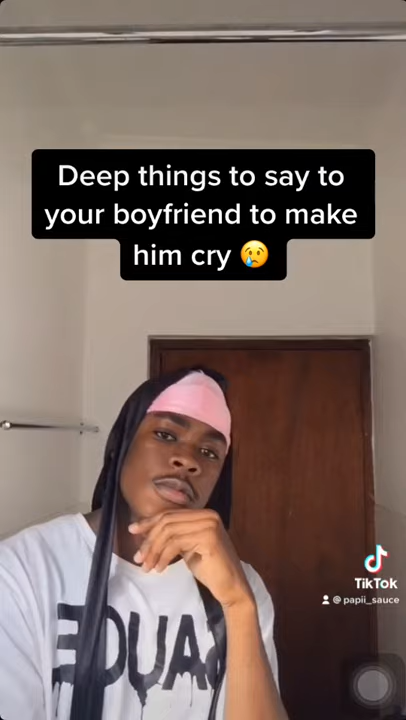 Deep things to say to
your boyfriend to make
him cry 😢
TikTok
@ papii_sauce